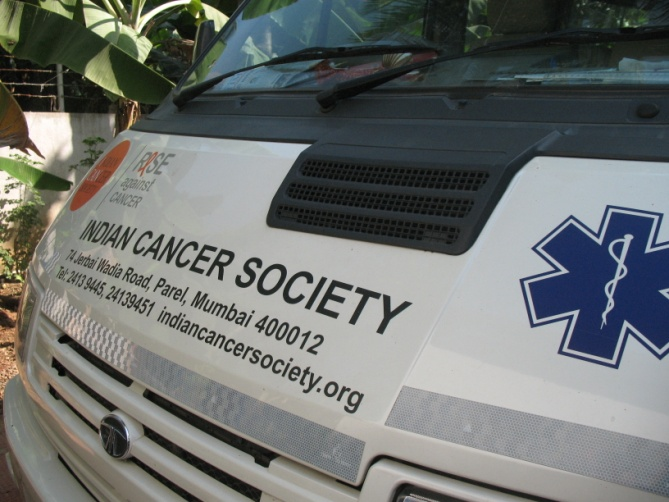 RISE
against
CANCER
INDIAN CANCER SOCIETY
74 Jerbai Wadia Road, Parel, Mumbai 400012
Tel: 2413 9445, 24139451 indiancancersociety.org